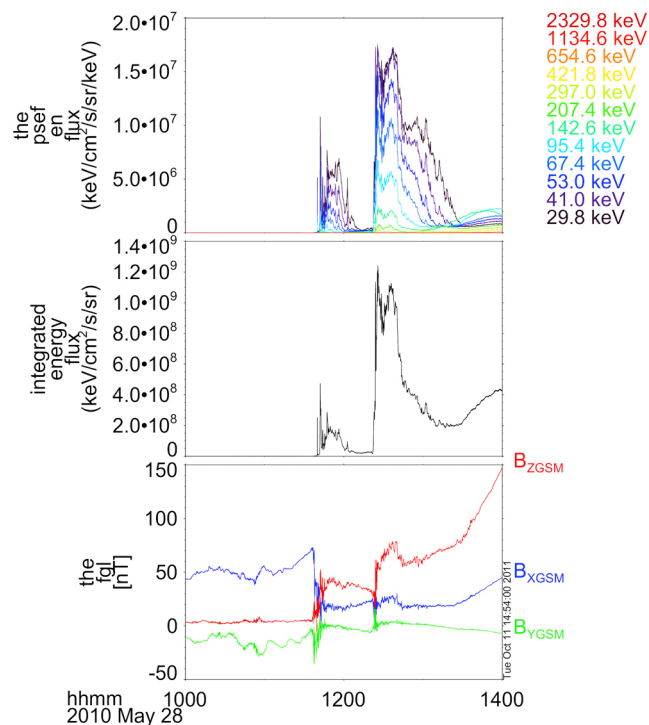 the
psef
en
flux
(keV/cm²/s/sr/keV)
2.0•10⁷
1.5•10⁷
1.0•10⁷
5.0•10⁶
0
2329.8 keV
1134.6 keV
654.6 keV
421.8 keV
297.0 keV
207.4 keV
142.6 keV
95.4 keV
67.4 keV
53.0 keV
41.0 keV
29.8 keV
integrated
energy
flux
(keV/cm²/s/sr)
1.4•10⁹
1.2•10⁹
1.0•10⁹
8.0•10⁸
6.0•10⁸
4.0•10⁸
2.0•10⁸
0
the
fgl
[nT]
150
100
50
0
-50
BZGSM
BXGSM
BYGSM
Tue Oct 11 14:54:00 2011
hhmm
2010 May 28
1000
1200
1400